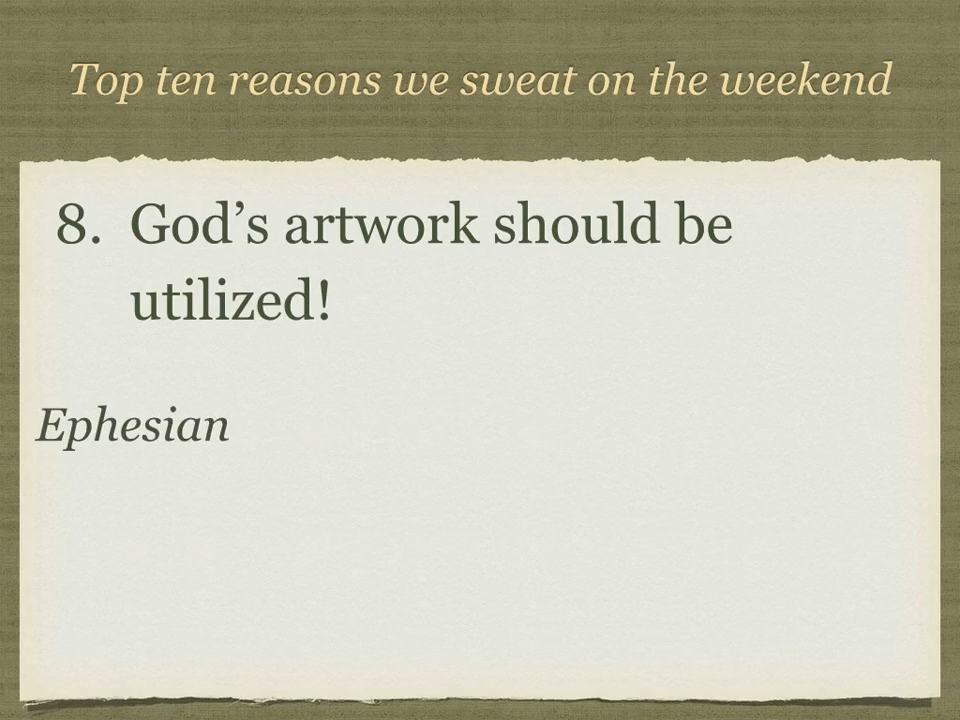 Top ten reasons we sweat on the weekend
8. God’s artwork should be
utilized!
Ephesian